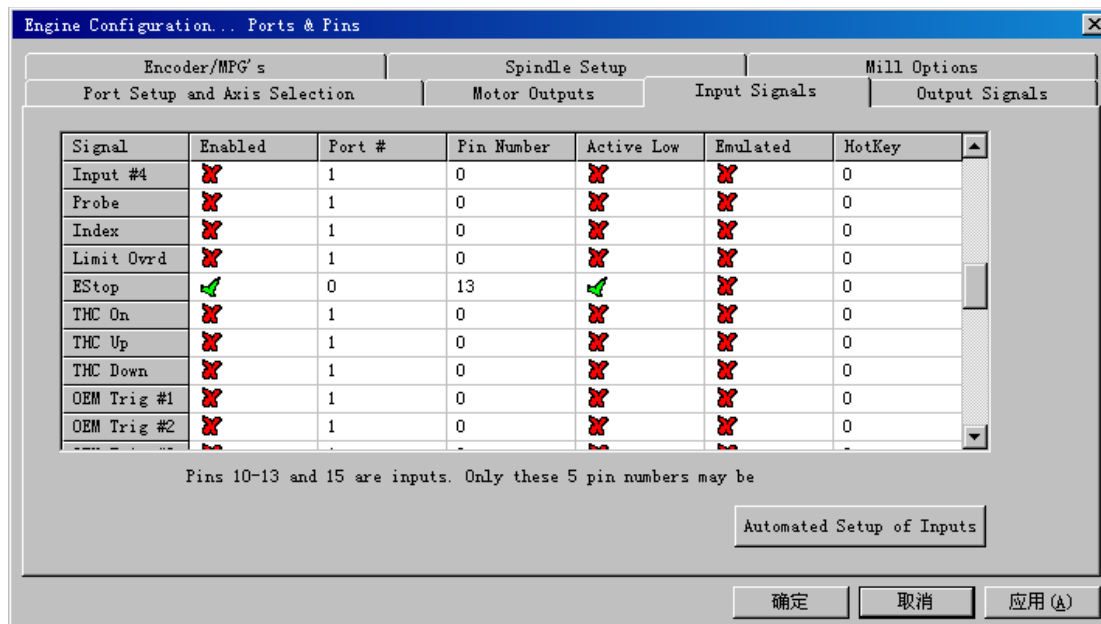 Engine Configuration... Ports & Pins
Encoder/MPG's Spindle Setup Mill Options
Port Setup and Axis Selection Motor Outputs Input Signals Output Signals
Signal Enabled Port # Pin Number Active Low Emulated HotKey
Input #4 1 0 0
Probe 1 0 0
Index 1 0 0
Limit Ovrd 1 0 0
EStop 0 13 0
THC On 1 0 0
THC Up 1 0 0
THC Down 1 0 0
OEM Trig #1 1 0 0
OEM Trig #2 1 0 0
Pins 10-13 and 15 are inputs. Only these 5 pin numbers may be
Automated Setup of Inputs
确定 取消 应用(A)